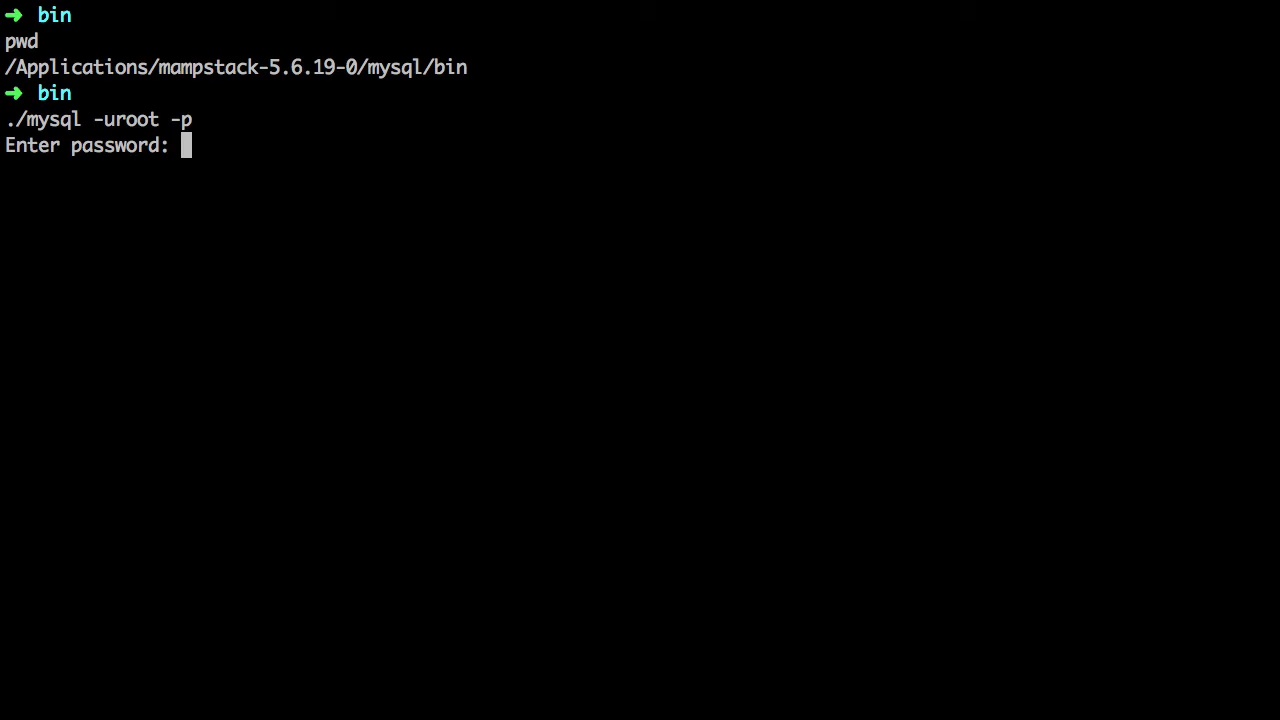 ➜ bin
pwd
/Applications/mampstack-5.6.19-0/mysql/bin
➜ bin
./mysql -uroot -p
Enter password: